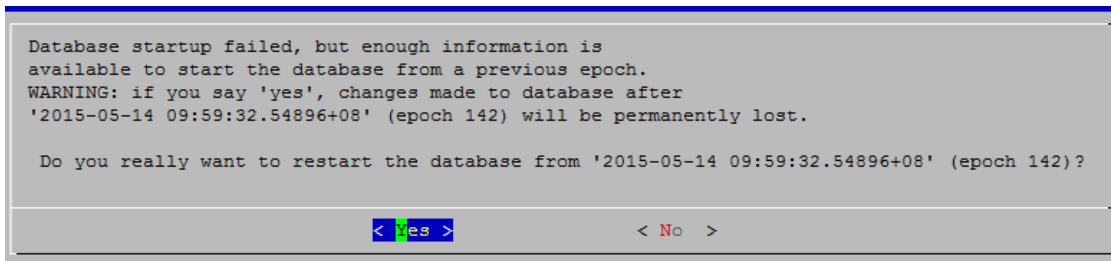 Database startup failed, but enough information is
available to start the database from a previous epoch.
WARNING: if you say 'yes', changes made to database after
'2015-05-14 09:59:32.54896+08' (epoch 142) will be permanently lost.
Do you really want to restart the database from '2015-05-14 09:59:32.54896+08' (epoch 142)?
< Yes > < No >